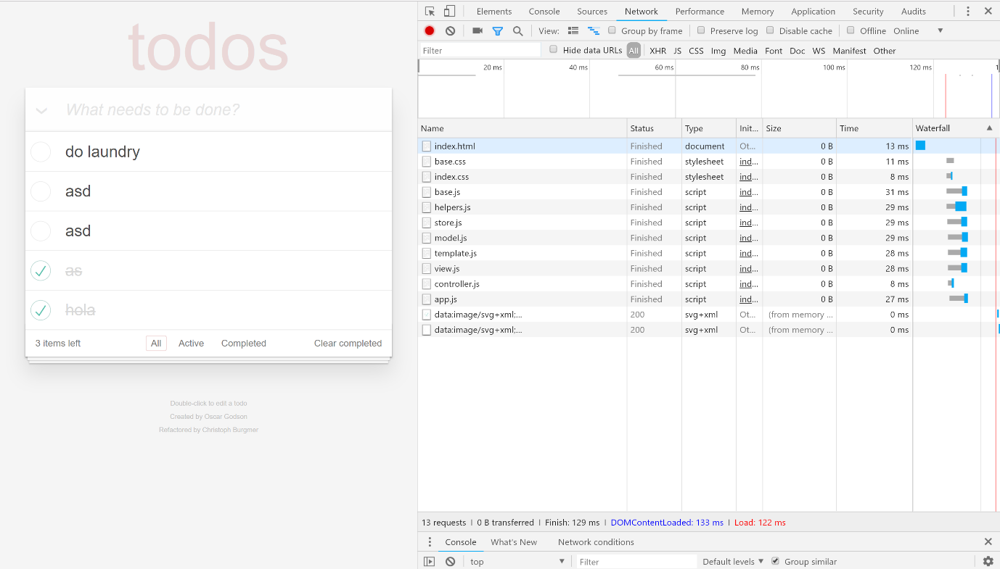 todos
What needs to be done?
do laundry
asd
asd
as
hola
3 items left All Active Completed Clear completed
Double-click to edit a todo
Created by Oscar Godson
Refactored by Christoph Burgmer
Elements Console Sources Network Performance Memory Application Security Audits
View: Group by frame Preserve log Disable cache Offline Online
Filter Hide data URLs All XHR JS CSS Img Media Font Doc WS Manifest Other
20 ms 40 ms 60 ms 80 ms 100 ms 120 ms 1
Name Status Type Init... Size Time Waterfall
index.html Finished document Ot... 0 B 13 ms
base.css Finished stylesheet ind... 0 B 11 ms
index.css Finished stylesheet ind... 0 B 8 ms
base.js Finished script ind... 0 B 31 ms
helpers.js Finished script ind... 0 B 29 ms
store.js Finished script ind... 0 B 29 ms
model.js Finished script ind... 0 B 29 ms
template.js Finished script ind... 0 B 28 ms
view.js Finished script ind... 0 B 28 ms
controller.js Finished script ind... 0 B 8 ms
app.js Finished script ind... 0 B 27 ms
data:image/svg+xml;... 200 svg+xml Ot... (from memory ... 0 ms
data:image/svg+xml;... 200 svg+xml Ot... (from memory ... 0 ms
13 requests | 0 B transferred | Finish: 129 ms | DOMContentLoaded: 133 ms | Load: 122 ms
Console What's New Network conditions
top Filter Default levels Group similar